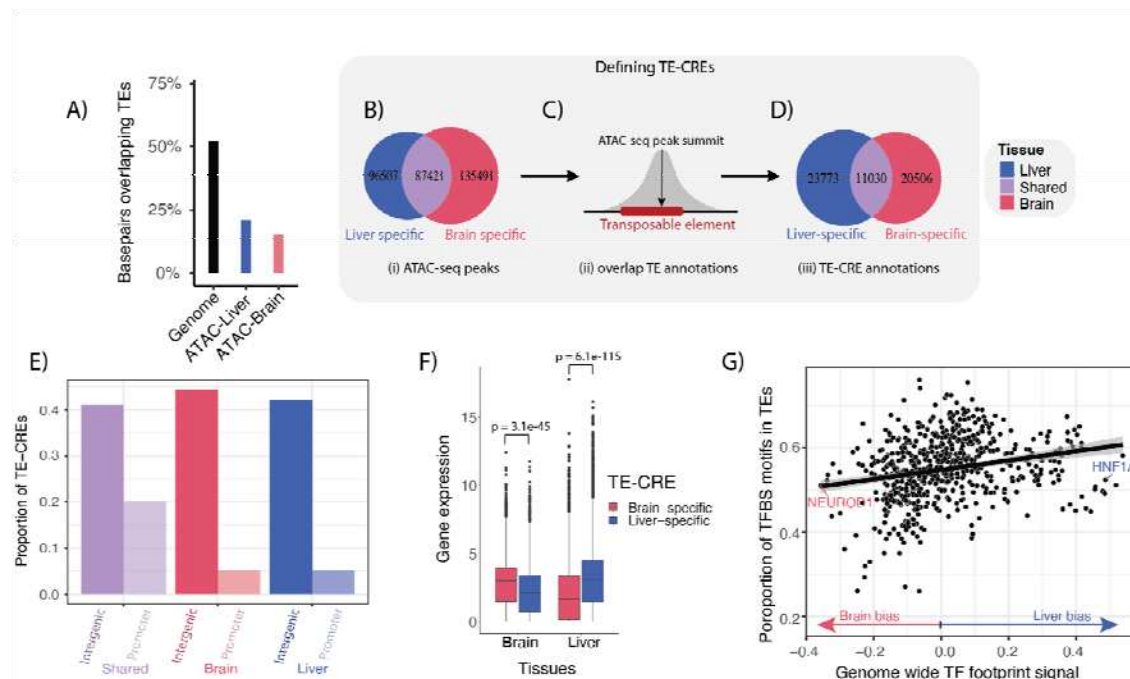 Defining TE-CREs
A)
75%
50%
25%
0%
Basepairs overlapping TEs
Genome
ATAC-Liver
ATAC-Brain
B)
96503
87421
135491
Liver specific
Brain specific
(i) ATAC-seq peaks
C)
ATAC-seq peak summit
Transposable element
(ii) overlap TE annotations
D)
23773
11030
20506
Liver-specific
Brain-specific
(iii) TE-CRE annotations
Tissue
Liver
Shared
Brain
E)
Proportion of TE-CREs
0.4
0.3
0.2
0.1
0.0
Intergenic
Promoter
Intergenic
Promoter
Intergenic
Promoter
Shared
Brain
Liver
F)
p = 6.1e-115
p = 3.1e-45
Gene expression
15
10
5
0
TE-CRE
Brain-specific
Liver-specific
Brain
Liver
Tissues
G)
Poroportion of TFBS motifs in TEs
0.6
0.4
0.2
NEUROD1
HNF1A
Brain bias
Liver bias
-0.4
-0.2
0.0
0.2
0.4
Genome wide TF footprint signal